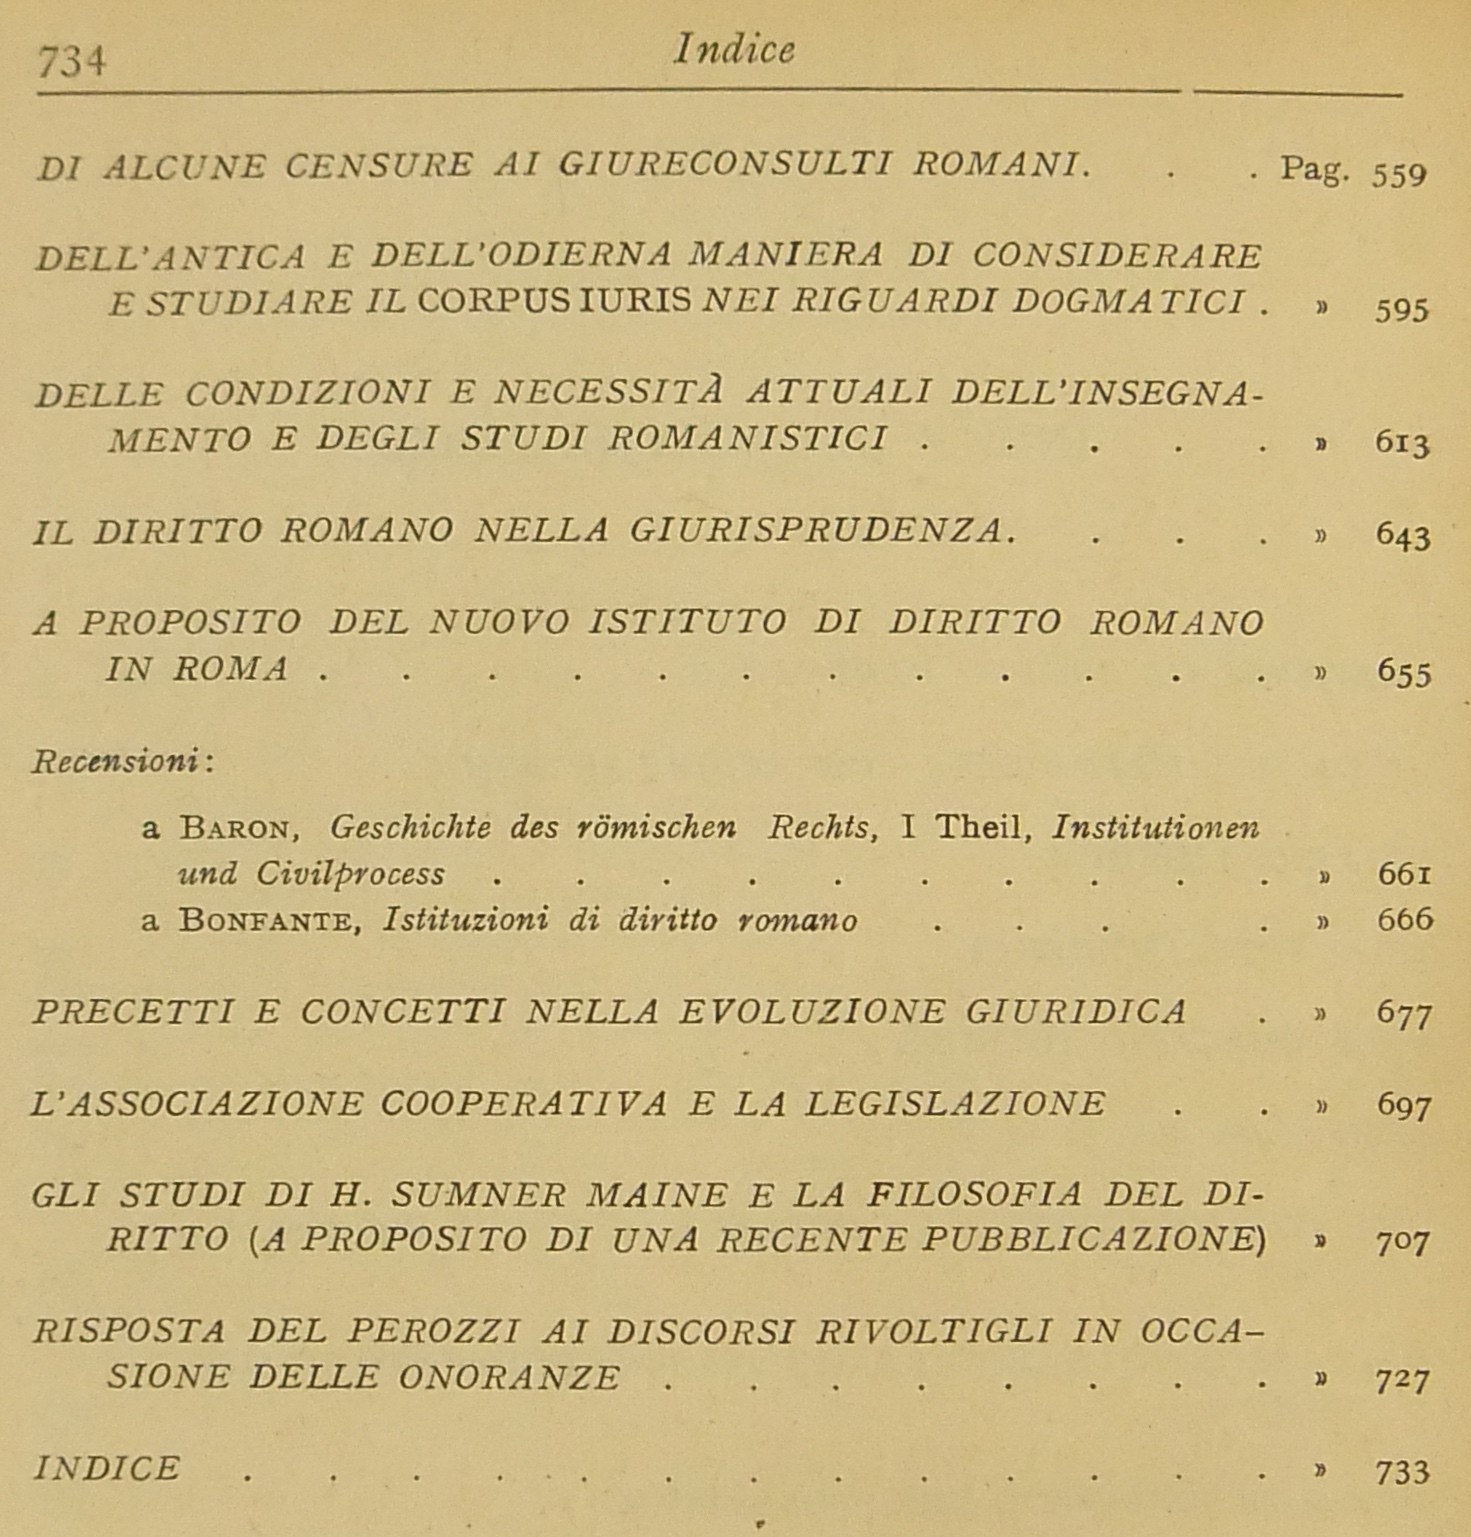 734 Indice
DI ALCUNE CENSURE AI GIURECONSULTI ROMANI. . . Pag. 559
DELL'ANTICA E DELL'ODIERNA MANIERA DI CONSIDERARE
E STUDIARE IL CORPUS IURIS NEI RIGUARDI DOGMATICI . » 595
DELLE CONDIZIONI E NECESSITÀ ATTUALI DELL'INSEGNA-
MENTO E DEGLI STUDI ROMANISTICI . . . . . » 613
IL DIRITTO ROMANO NELLA GIURISPRUDENZA. . . . » 643
A PROPOSITO DEL NUOVO ISTITUTO DI DIRITTO ROMANO
IN ROMA . . . . . . . . . . . . » 655
Recensioni:
a BARON, Geschichte des römischen Rechts, I Theil, Institutionen
und Civilprocess . . . . . . . . . . » 661
a BONFANTE, Istituzioni di diritto romano . . . . » 666
PRECETTI E CONCETTI NELLA EVOLUZIONE GIURIDICA . » 677
L'ASSOCIAZIONE COOPERATIVA E LA LEGISLAZIONE . . » 697
GLI STUDI DI H. SUMNER MAINE E LA FILOSOFIA DEL DI-
RITTO (A PROPOSITO DI UNA RECENTE PUBBLICAZIONE) » 707
RISPOSTA DEL PEROZZI AI DISCORSI RIVOLTIGLI IN OCCA-
SIONE DELLE ONORANZE . . . . . . . . » 727
INDICE . . . . . . . . . . . . . » 733